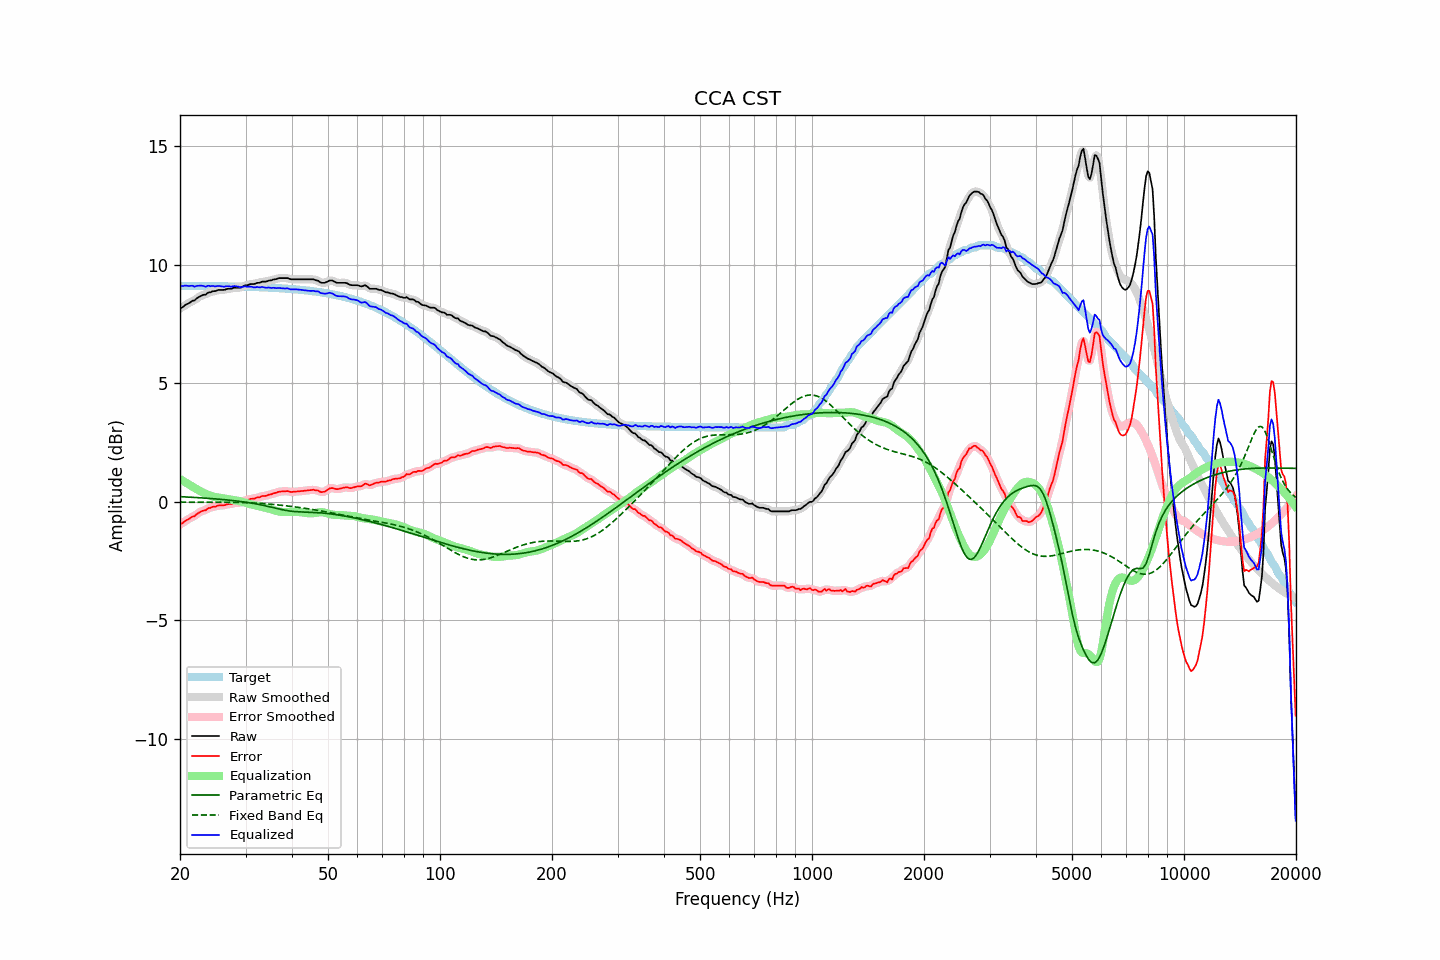 CCA CST
Amplitude (dBr)
15
10
5
0
−5
−10
Target
Raw Smoothed
Error Smoothed
Raw
Error
Equalization
Parametric Eq
Fixed Band Eq
Equalized
20 50 100 200 500 1000 2000 5000 10000 20000
Frequency (Hz)